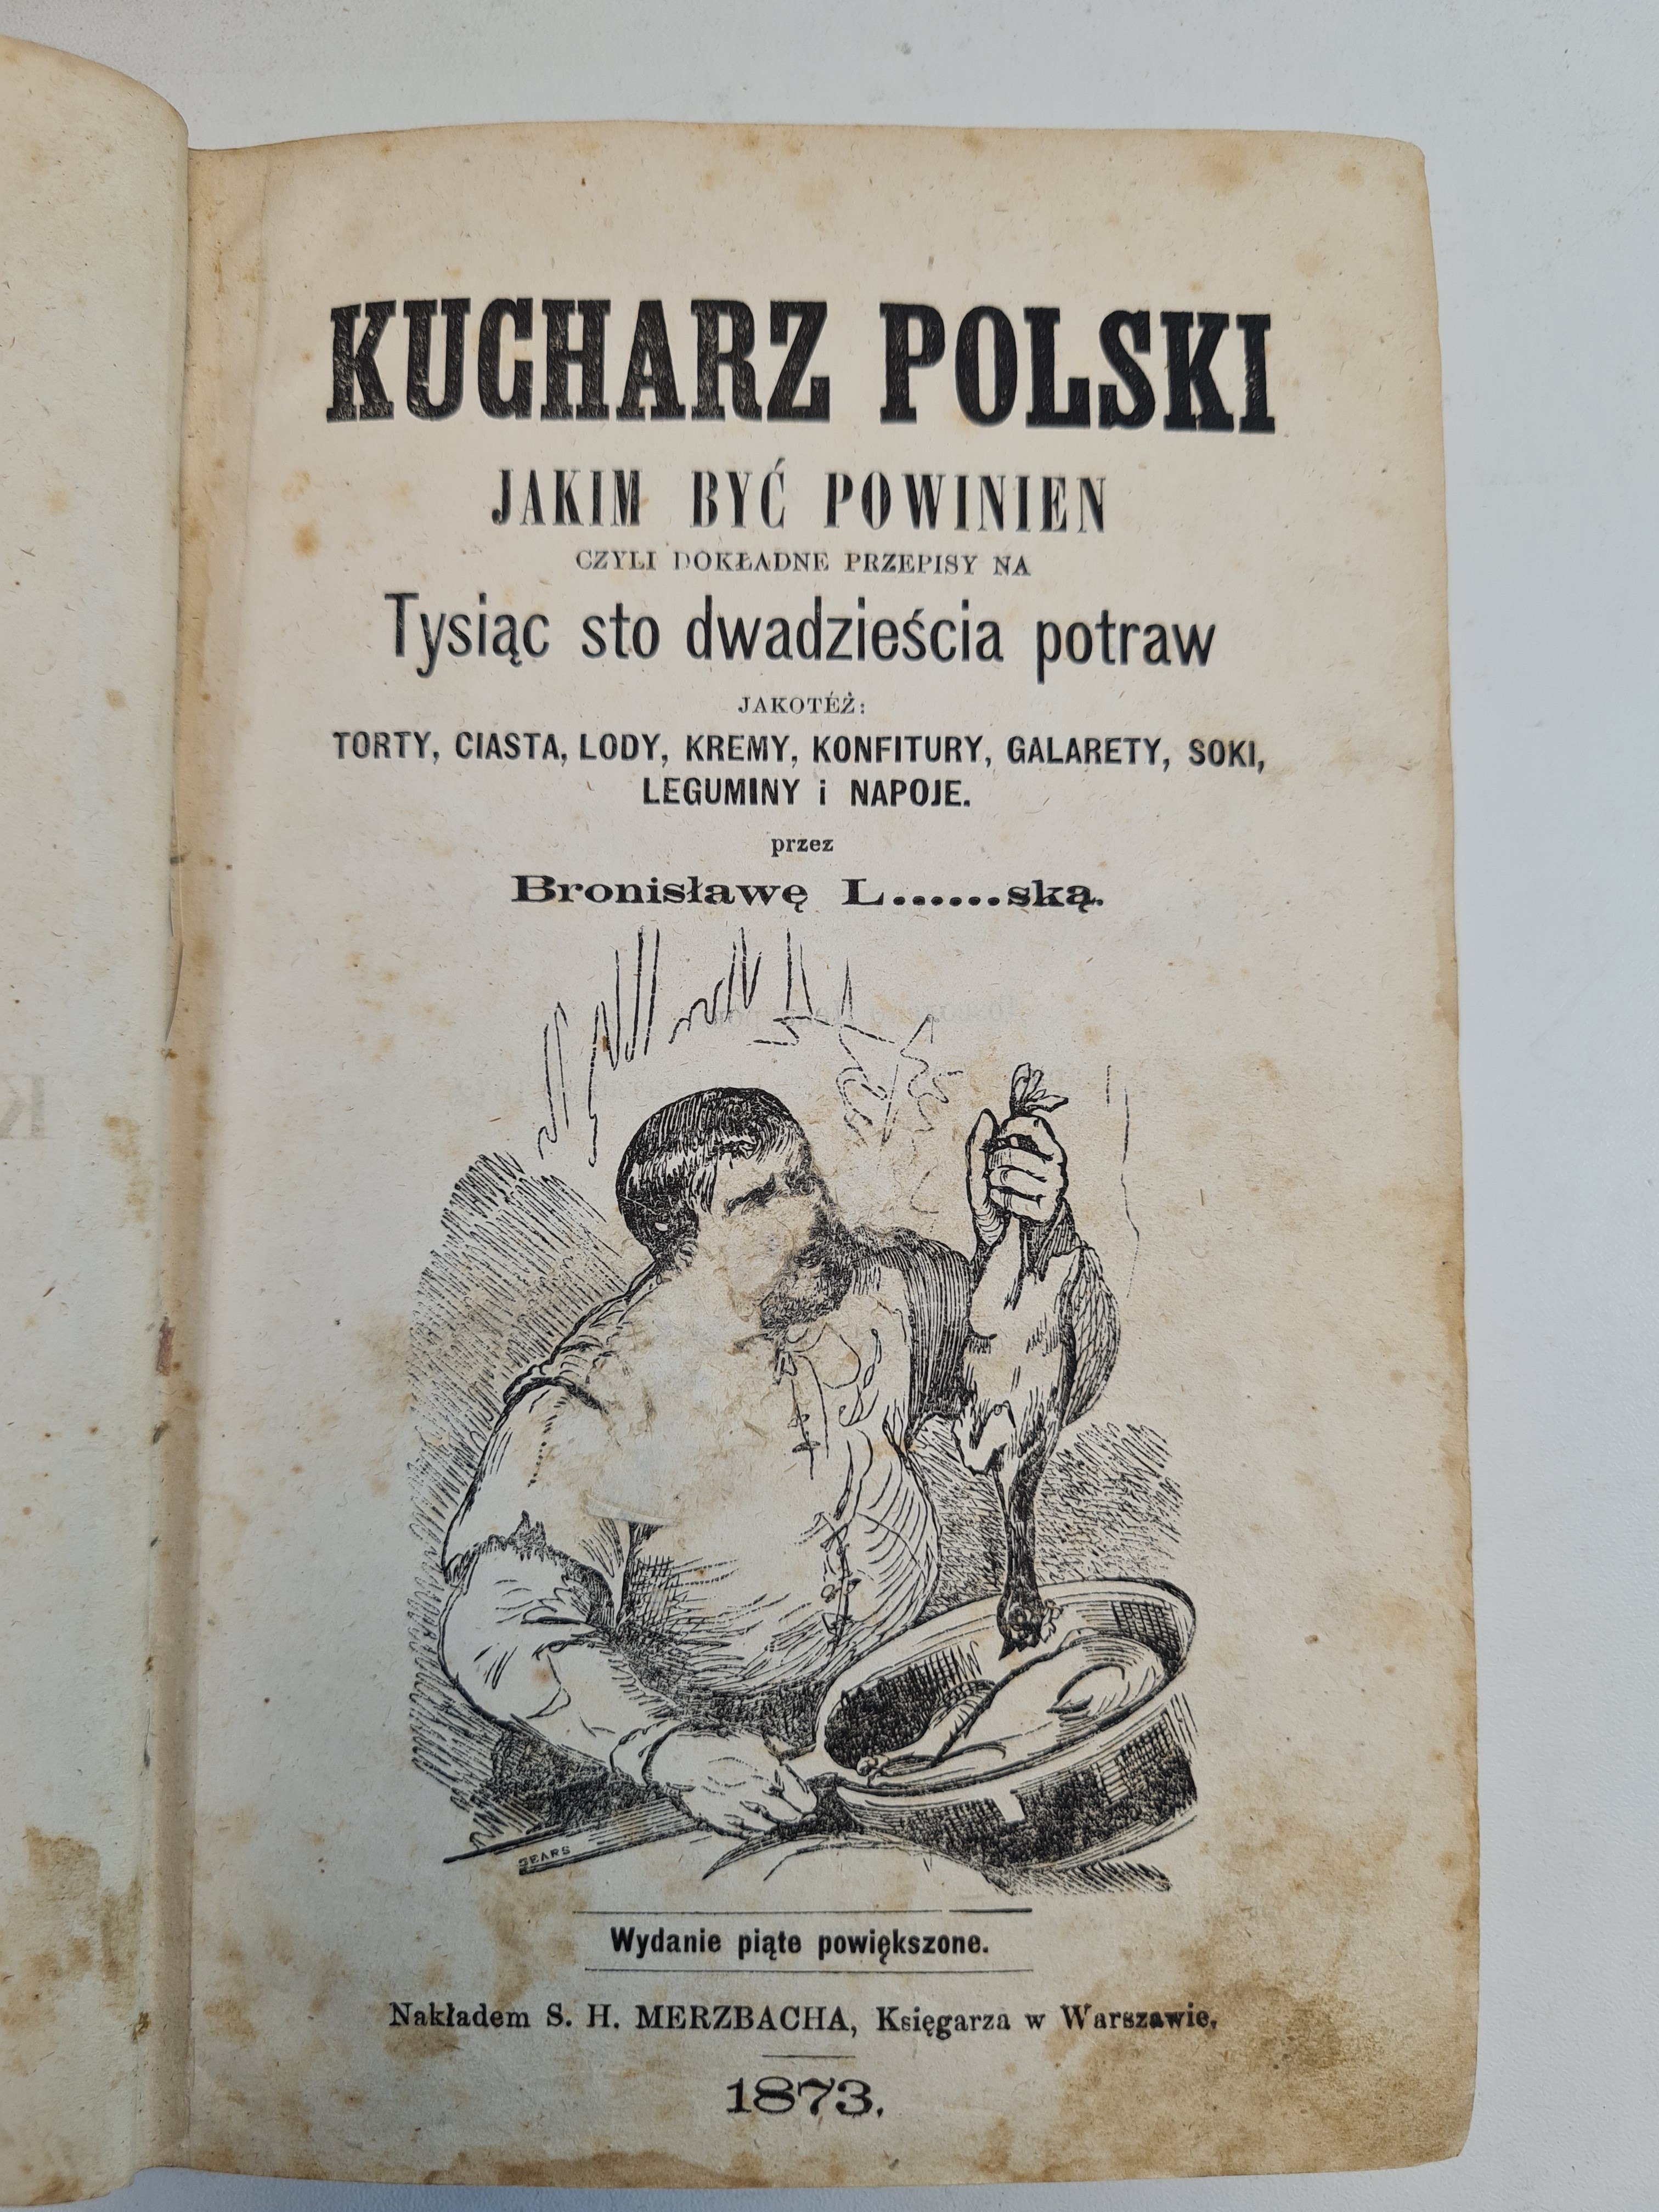 KUCHARZ POLSKI
JAKIM BYĆ POWINIEN
CZYLI DOKŁADNE PRZEPISY NA
Tysiąc sto dwadzieścia potraw
JAKOTÉŻ:
TORTY, CIASTA, LODY, KREMY, KONFITURY, GALARETY, SOKI,
LEGUMINY i NAPOJE.
przez
Bronisławę L......ską.
SEARS
Wydanie piąte powiększone.
Nakładem S. H. MERZBACHA, Księgarza w Warszawie.
1873.